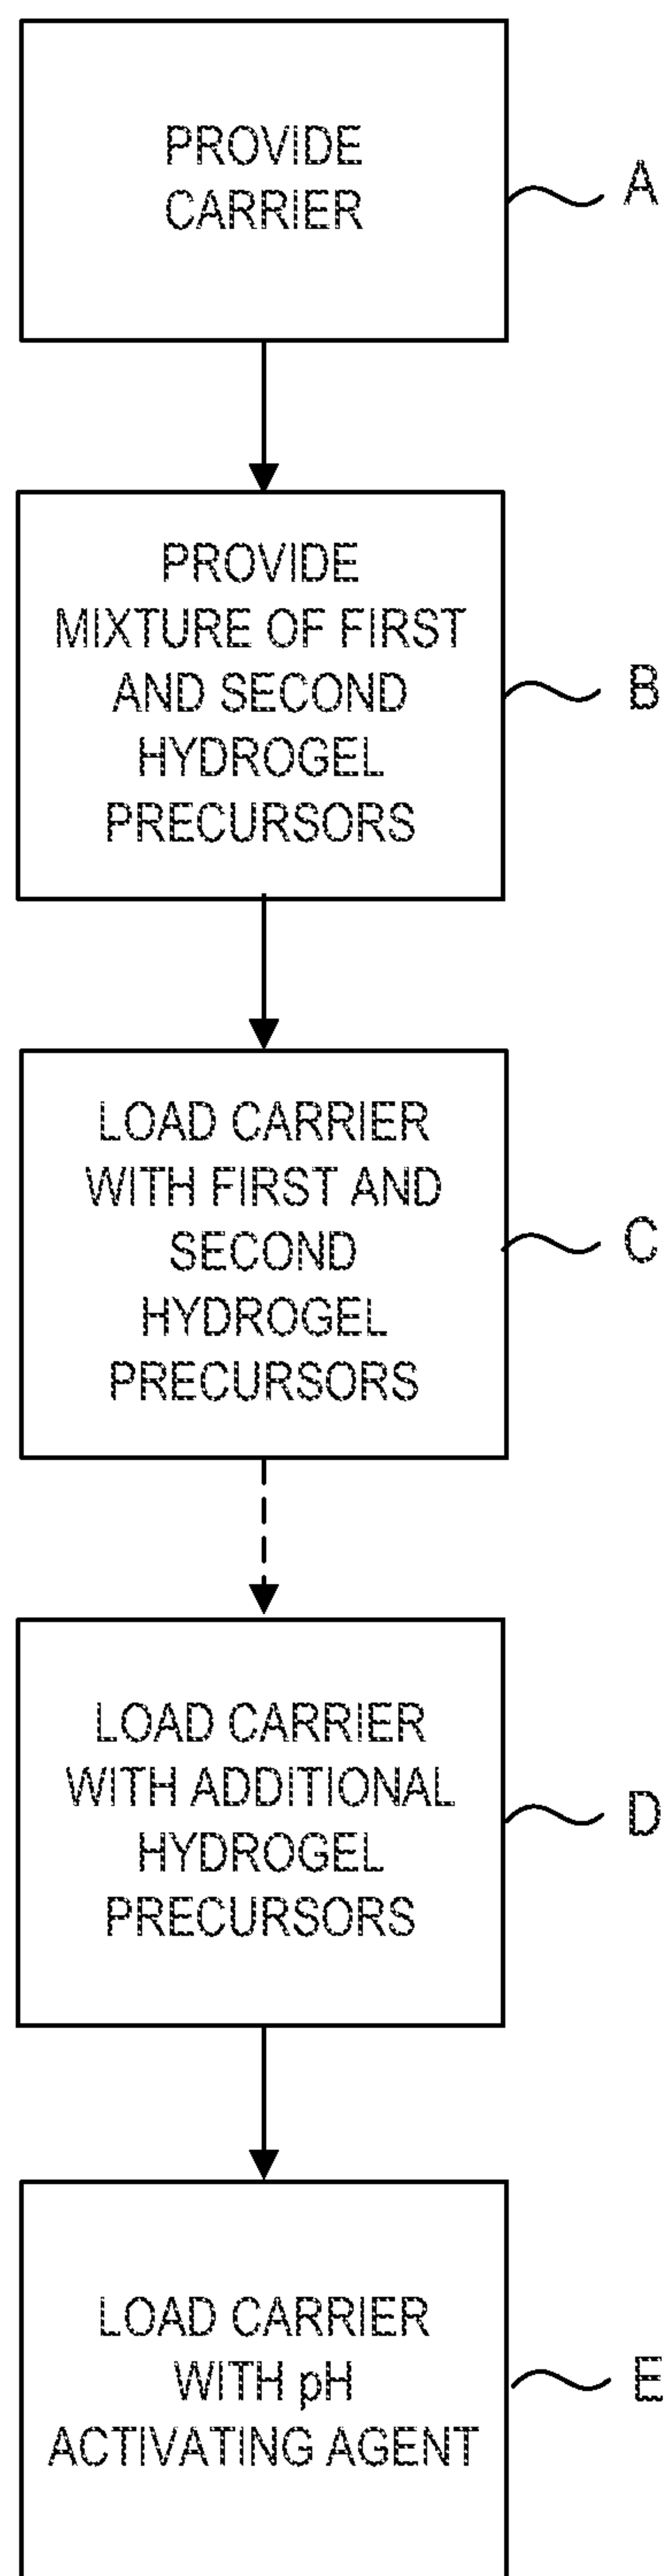 PROVIDE
CARRIER
A
PROVIDE
MIXTURE OF FIRST
AND SECOND
HYDROGEL
PRECURSORS
B
LOAD CARRIER
WITH FIRST AND
SECOND
HYDROGEL
PRECURSORS
C
LOAD CARRIER
WITH ADDITIONAL
HYDROGEL
PRECURSORS
D
LOAD CARRIER
WITH pH
ACTIVATING AGENT
E